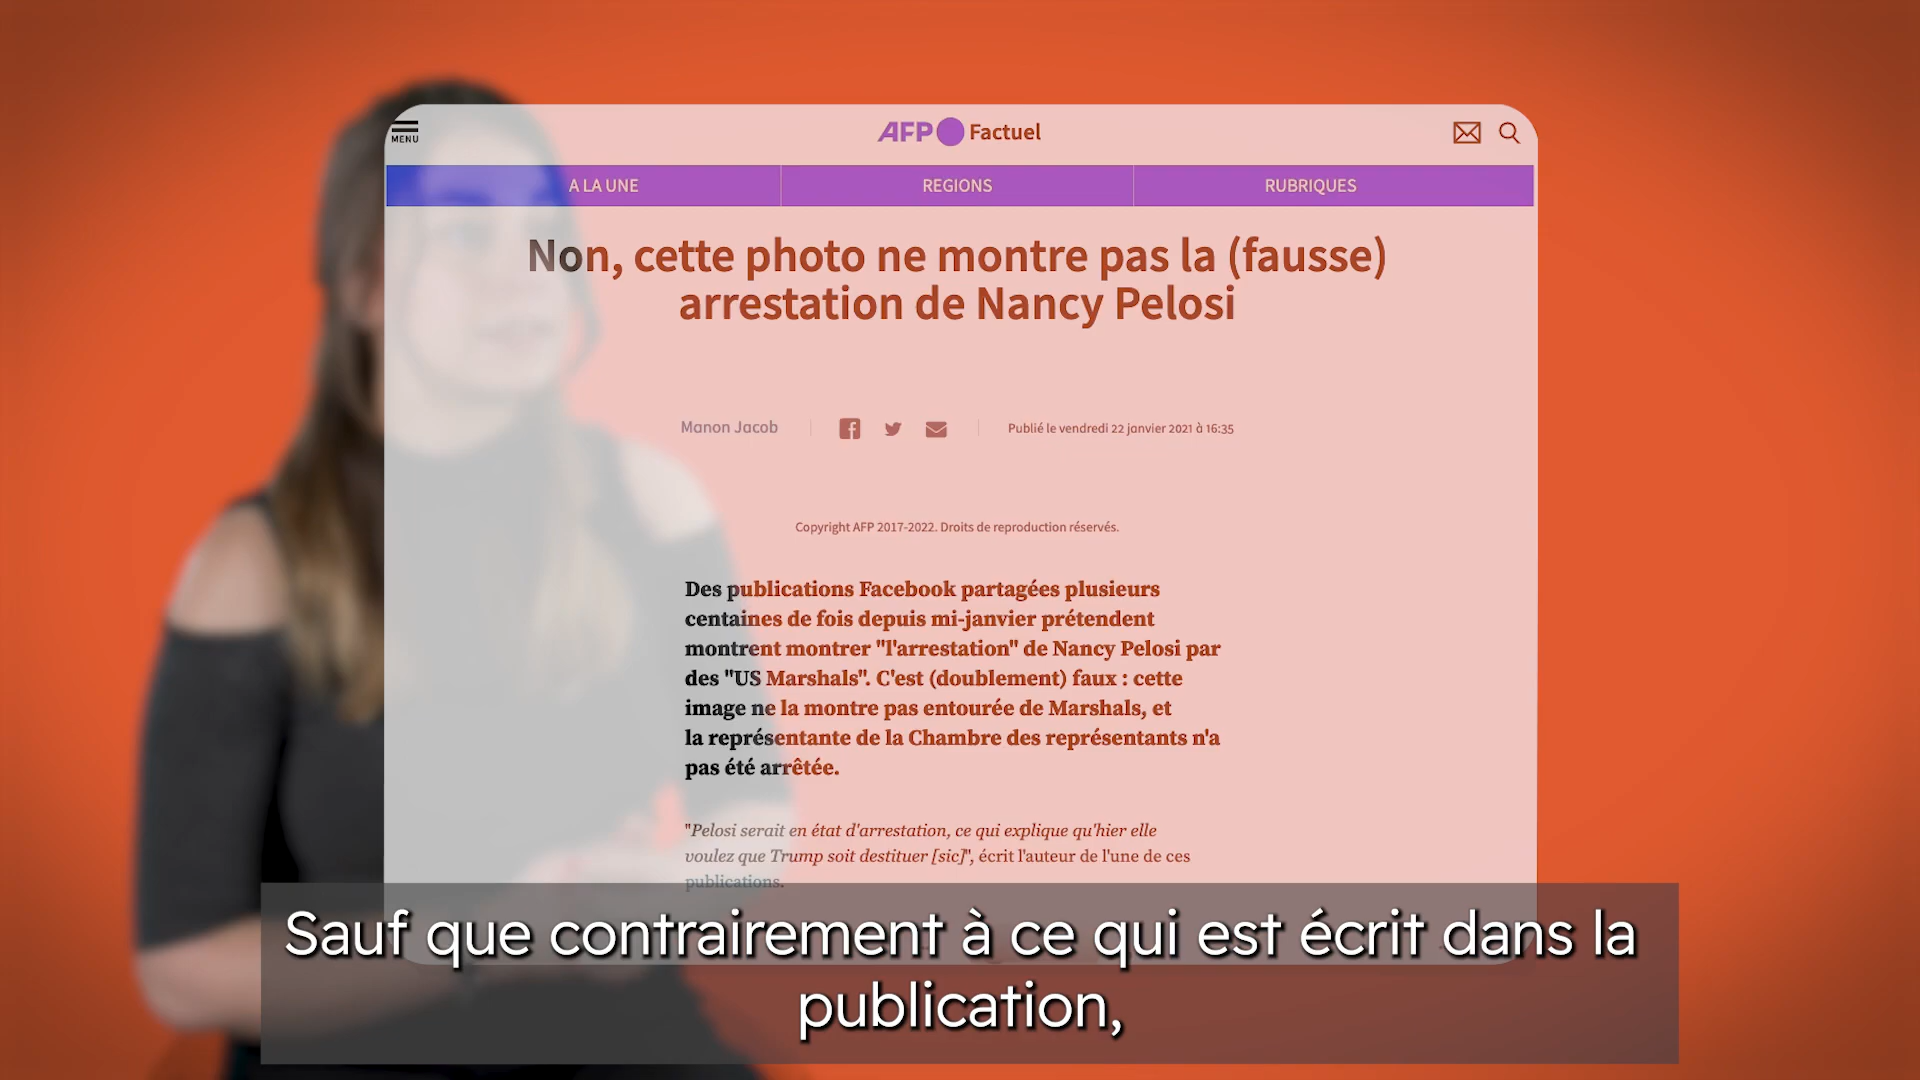 MENU
AFP Factuel
A LA UNE
REGIONS
RUBRIQUES
Non, cette photo ne montre pas la (fausse)
arrestation de Nancy Pelosi
Manon Jacob
Publié le vendredi 22 janvier 2021 à 16:35
Copyright AFP 2017-2022. Droits de reproduction réservés.
Des publications Facebook partagées plusieurs
centaines de fois depuis mi-janvier prétendent
montrent montrer "l'arrestation" de Nancy Pelosi par
des "US Marshals". C'est (doublement) faux : cette
image ne la montre pas entourée de Marshals, et
la représentante de la Chambre des représentants n'a
pas été arrêtée.
"Pelosi serait en état d'arrestation, ce qui explique qu'hier elle
voulez que Trump soit destituer [sic]", écrit l'auteur de l'une de ces
publications.
Sauf que contrairement à ce qui est écrit dans la
publication,